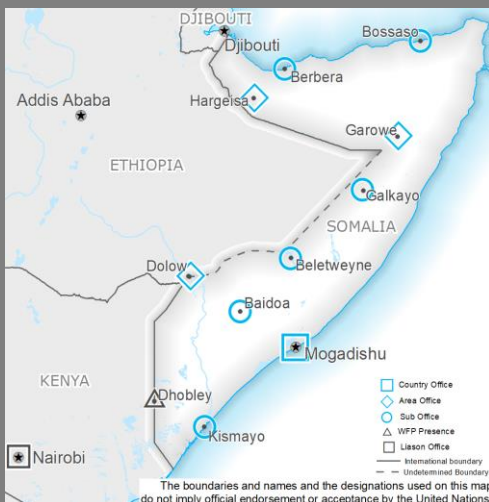 DJIBOUTI
Djibouti
Bossaso
Berbera
Addis Ababa
Hargeisa
Garowe
ETHIOPIA
Galkayo
SOMALIA
Dolow
Beletweyne
Baidoa
Mogadishu
KENYA
Dhobley
Kismayo
Nairobi
Country Office
Area Office
Sub Office
WFP Presence
Liason Office
International boundary
Undetermined Boundary
The boundaries and names and the designations used on this map
do not imply official endorsement or acceptance by the United Nations.